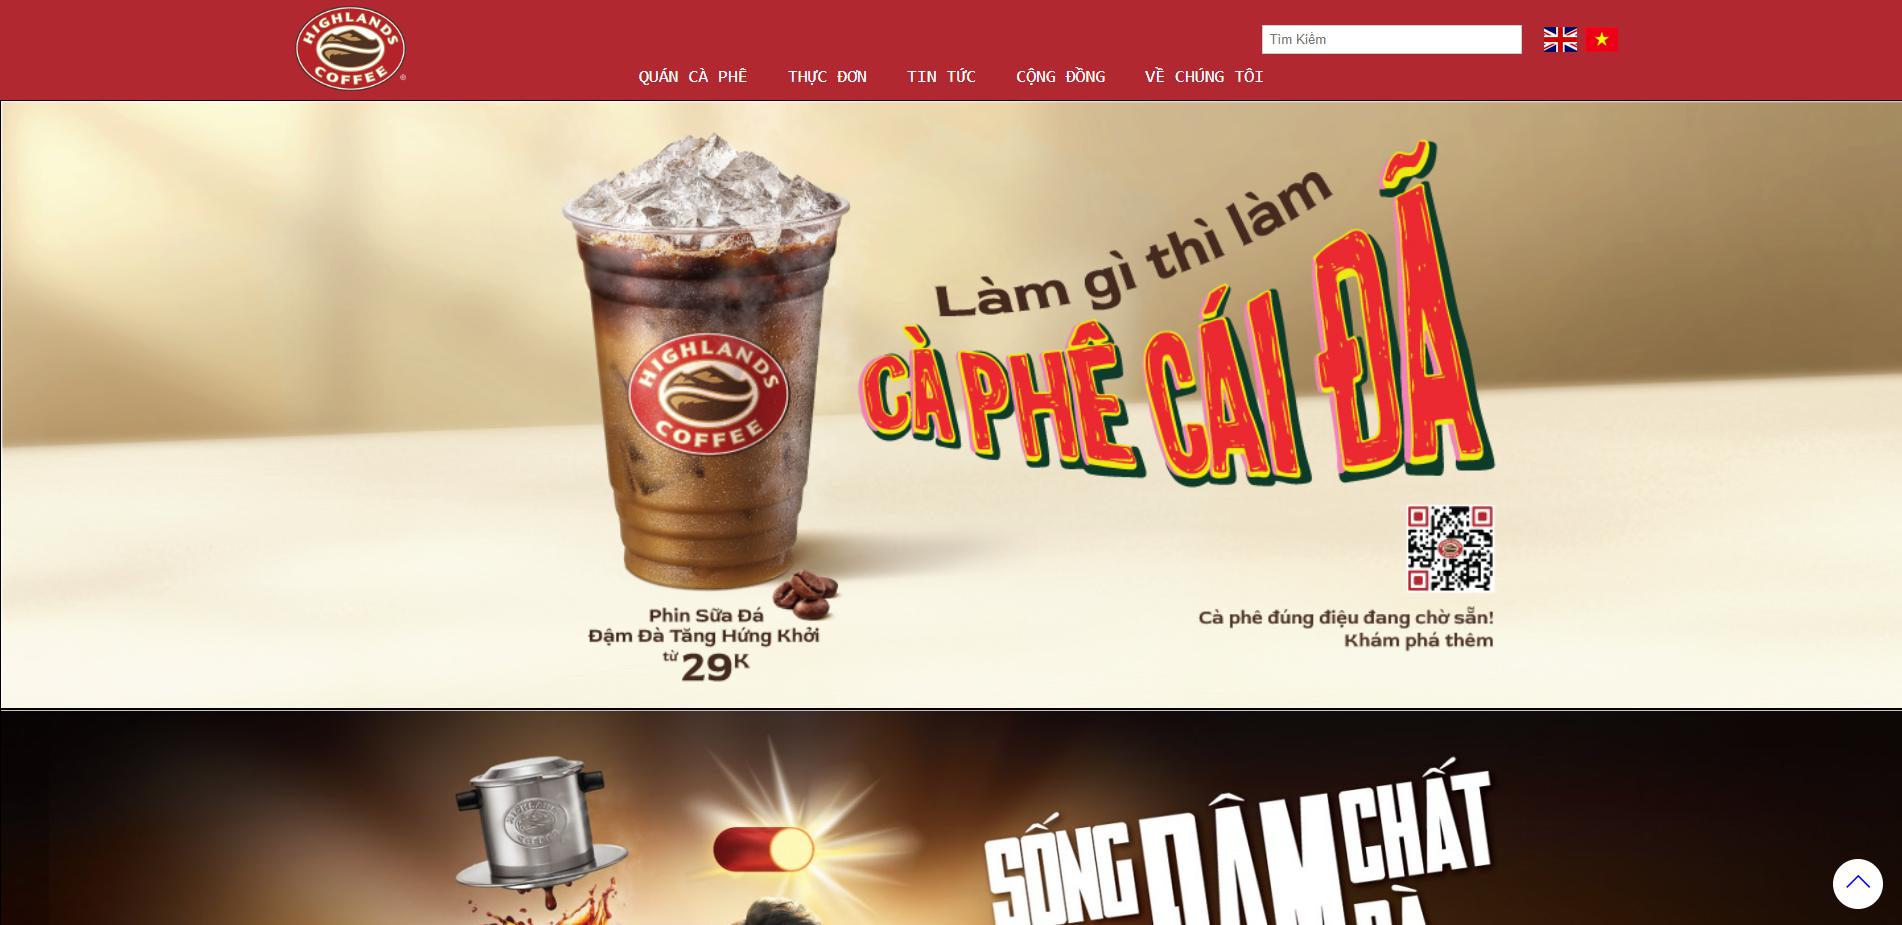 HIGHLANDS
COFFEE
Tìm Kiếm
QUÁN CÀ PHÊ THỰC ĐƠN TIN TỨC CỘNG ĐỒNG VỀ CHÚNG TÔI
Làm gì thì làm
CÀ PHÊ CÁI ĐÃ
HIGHLANDS
COFFEE
Phin Sữa Đá
Đậm Đà Tăng Hứng Khởi
từ 29K
Cà phê đúng điệu đang chờ sẵn!
Khám phá thêm
HIGHLANDS
COFFEE
SỐNG ĐẬM CHẤT